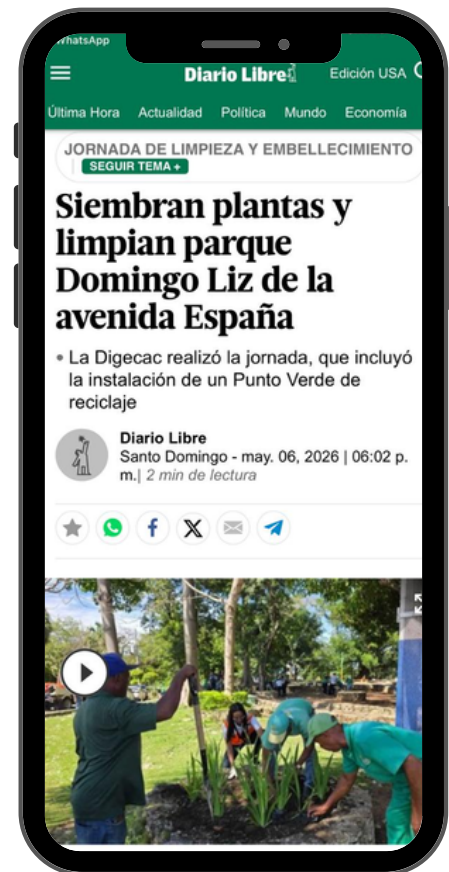 WhatsApp
Diario Libre
Edición USA
Última Hora Actualidad Política Mundo Economía
JORNADA DE LIMPIEZA Y EMBELLECIMIENTO
SEGUIR TEMA +
Siembran plantas y
limpian parque
Domingo Liz de la
avenida España
• La Digecac realizó la jornada, que incluyó
la instalación de un Punto Verde de
reciclaje
Diario Libre
Santo Domingo - may. 06, 2026 | 06:02 p.
m.| 2 min de lectura